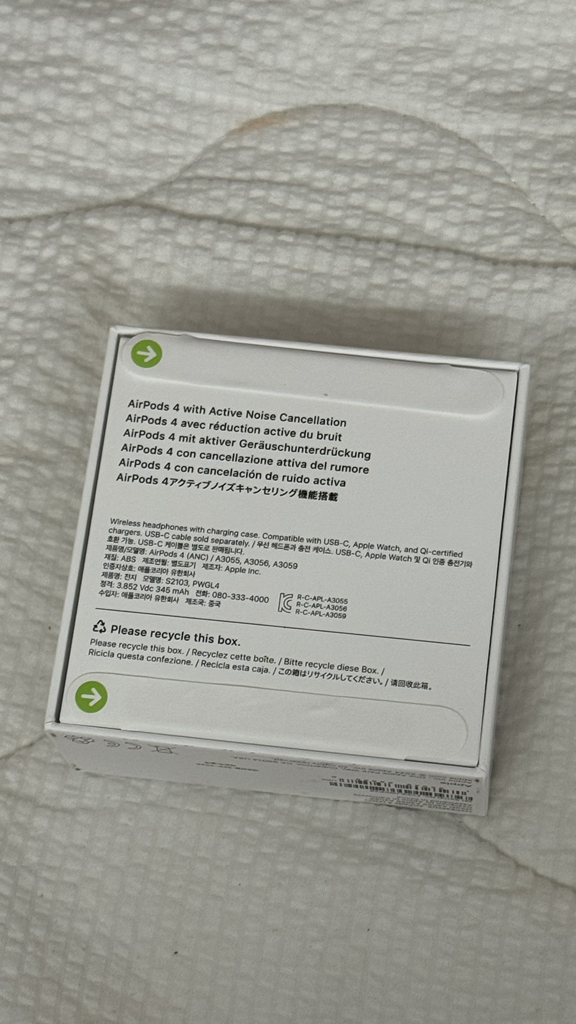 AirPods 4 with Active Noise Cancellation
AirPods 4 avec réduction active du bruit
AirPods 4 mit aktiver Geräuschunterdrückung
AirPods 4 con cancellazione attiva del rumore
AirPods 4 con cancelación de ruido activa
AirPods 4アクティブノイズキャンセリング機能搭載
Wireless headphones with charging case. Compatible with USB-C, Apple Watch, and Qi-certified
chargers. USB-C cable sold separately. / 무선 헤드폰과 충전 케이스. USB-C, Apple Watch 및 Qi 인증 충전기와
호환 가능. USB-C 케이블은 별도로 판매됩니다.
제품명/모델명: AirPods 4 (ANC) / A3055, A3056, A3059
재질: ABS 제조연월: 별도표기 제조자: Apple Inc.
인증자상호: 애플코리아 유한회사
제품명: 전지 모델명: S2103, PWGL4
정격: 3.852 Vdc 345 mAh 전화: 080-333-4000
수입자: 애플코리아 유한회사 제조국: 중국
R-C-APL-A3055
R-C-APL-A3056
R-C-APL-A3059
Please recycle this box.
Please recycle this box. / Recyclez cette boîte. / Bitte recycle diese Box. /
Ricicla questa confezione. / Recicla esta caja. / この箱はリサイクルしてください。/ 请回收此箱。